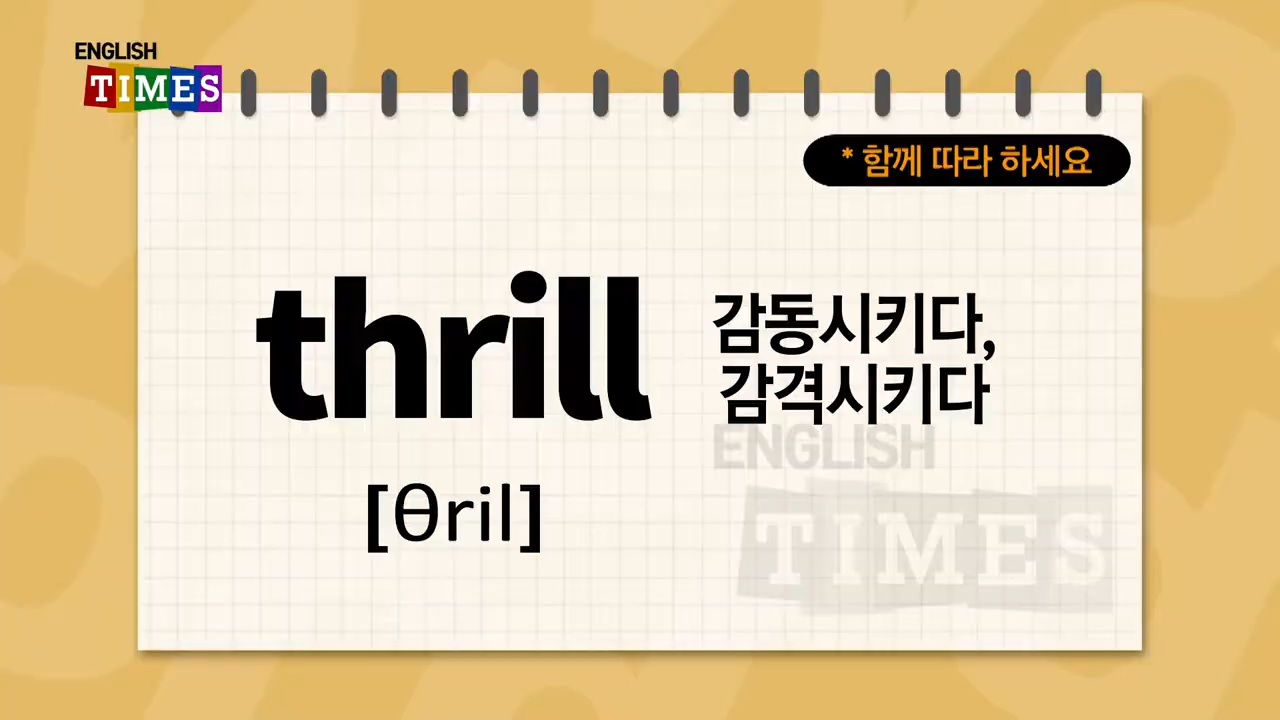 ENGLISH
TIMES
* 함께 따라 하세요
thrill
감동시키다,
감격시키다
[θril]
ENGLISH
TIMES